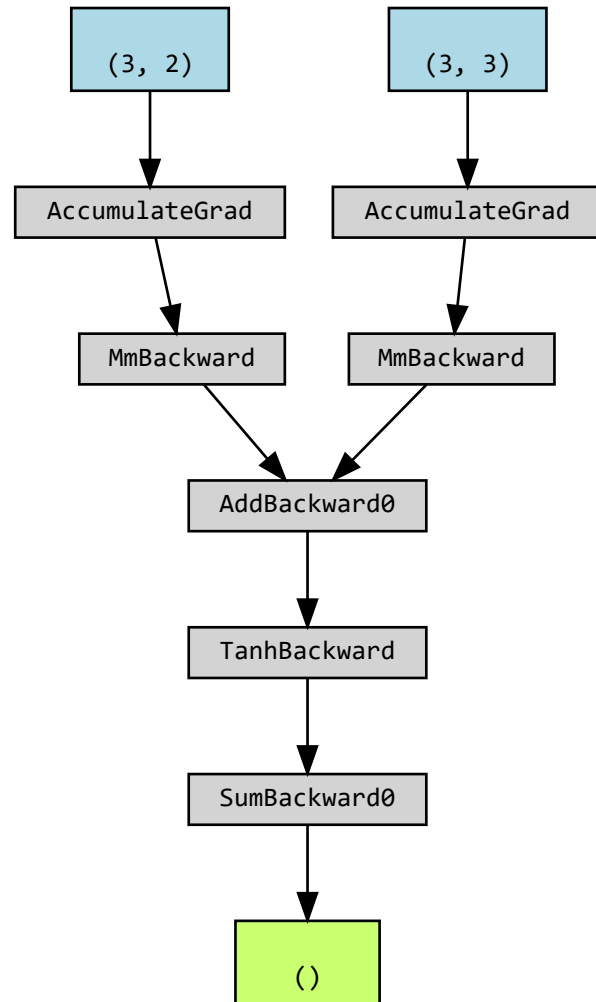 (3, 2)
(3, 3)
AccumulateGrad
AccumulateGrad
MmBackward
MmBackward
AddBackward0
TanhBackward
SumBackward0
()